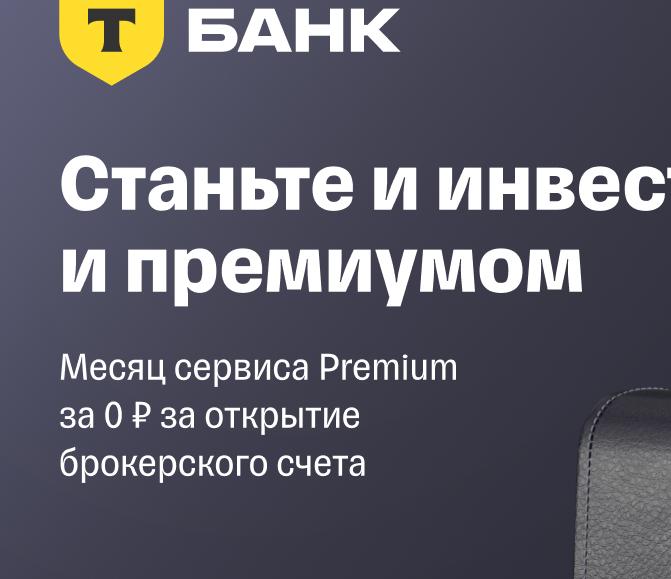 Т БАНК
Станьте и инвест
и премиумом
Месяц сервиса Premium
за 0 ₽ за открытие
брокерского счета